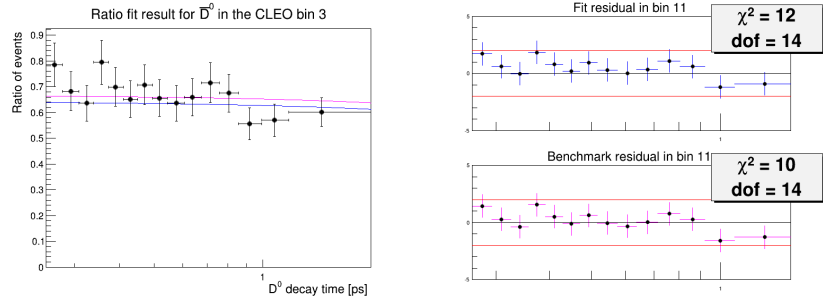 Ratio fit result for D̅⁰ in the CLEO bin 3
Ratio of events
0.9
0.8
0.7
0.6
0.5
0.4
0.3
0.2
0.1
0
1
D⁰ decay time [ps]
Fit residual in bin 11
χ² = 12
dof = 14
5
0
-5
1
Benchmark residual in bin 11
χ² = 10
dof = 14
5
0
-5
1